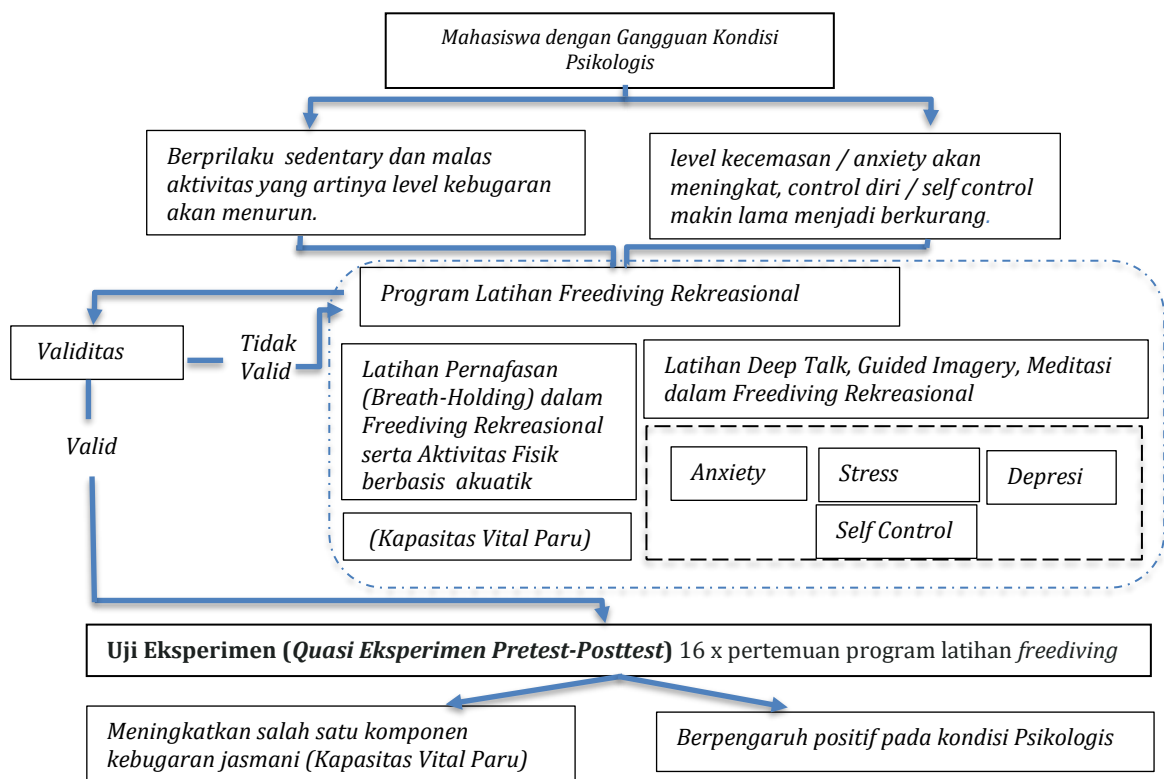 Mahasiswa dengan Gangguan Kondisi
Psikologis
Berprilaku sedentary dan malas
aktivitas yang artinya level kebugaran
akan menurun.
level kecemasan / anxiety akan
meningkat, control diri / self control
makin lama menjadi berkurang.
Program Latihan Freediving Rekreasional
Validitas
Tidak
Valid
Valid
Latihan Pernafasan
(Breath-Holding) dalam
Freediving Rekreasional
serta Aktivitas Fisik
berbasis akuatik
(Kapasitas Vital Paru)
Latihan Deep Talk, Guided Imagery, Meditasi
dalam Freediving Rekreasional
Anxiety
Stress
Depresi
Self Control
Uji Eksperimen (Quasi Eksperimen Pretest-Posttest) 16 x pertemuan program latihan freediving
Meningkatkan salah satu komponen
kebugaran jasmani (Kapasitas Vital Paru)
Berpengaruh positif pada kondisi Psikologis